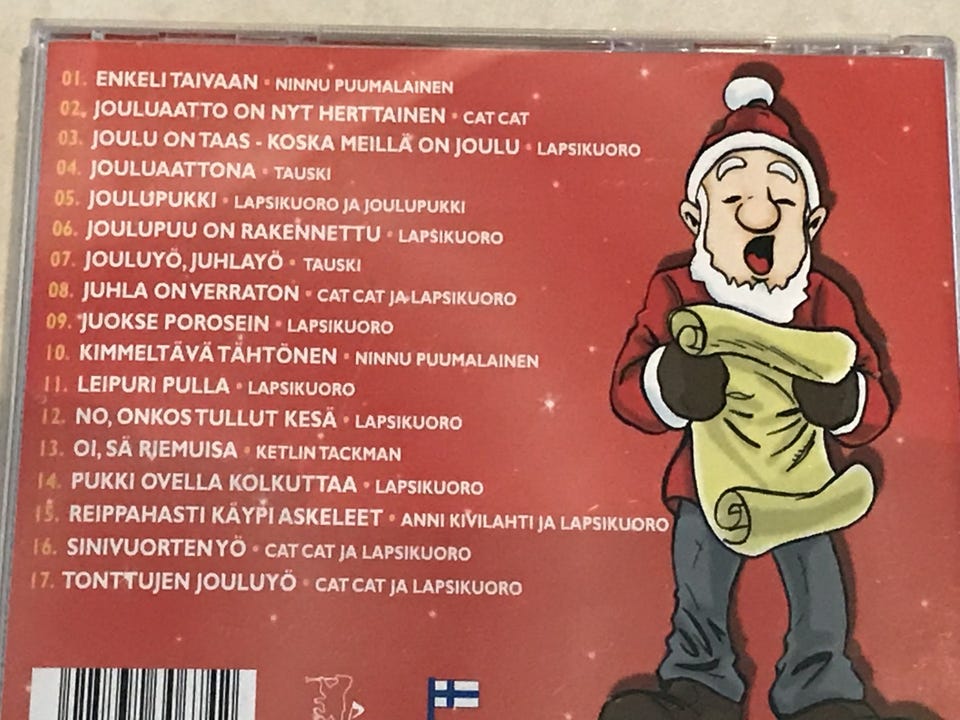 01. ENKELI TAIVAAN • NINNU PUUMALAINEN
02. JOULUAATTO ON NYT HERTTAINEN • CAT CAT
03. JOULU ON TAAS - KOSKA MEILLÄ ON JOULU • LAPSIKUORO
04. JOULUAATTONA • TAUSKI
05. JOULUPUKKI • LAPSIKUORO JA JOULUPUKKI
06. JOULUPUU ON RAKENNETTU • LAPSIKUORO
07. JOULUYÖ, JUHLAYÖ • TAUSKI
08. JUHLA ON VERRATON • CAT CAT JA LAPSIKUORO
09. JUOKSE POROSEIN • LAPSIKUORO
10. KIMMELTÄVÄ TÄHTÖNEN • NINNU PUUMALAINEN
11. LEIPURI PULLA • LAPSIKUORO
12. NO, ONKOS TULLUT KESÄ • LAPSIKUORO
13. OI, SÄ RIEMUISA • KETLIN TACKMAN
14. PUKKI OVELLA KOLKUTTAA • LAPSIKUORO
15. REIPPAHASTI KÄYPI ASKELEET • ANNI KIVILAHTI JA LAPSIKUORO
16. SINIVUORTEN YÖ • CAT CAT JA LAPSIKUORO
17. TONTTUJEN JOULUYÖ • CAT CAT JA LAPSIKUORO